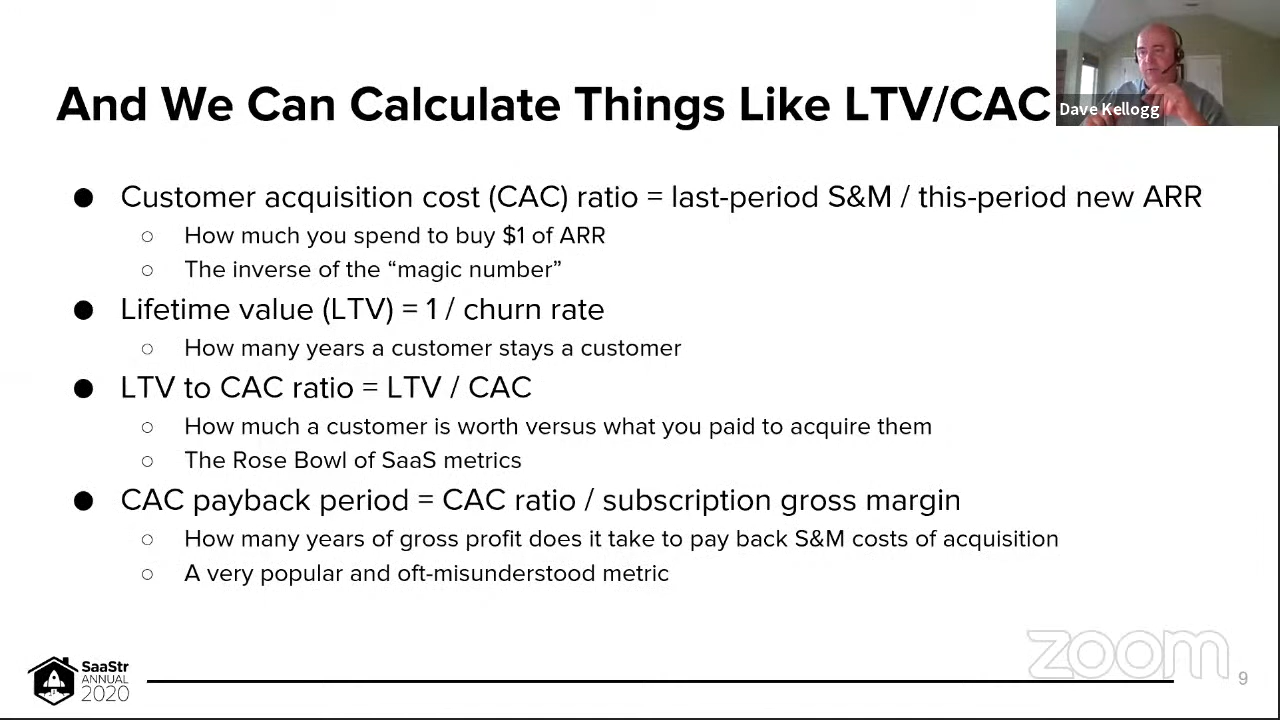 And We Can Calculate Things Like LTV/CAC
Dave Kellogg
● Customer acquisition cost (CAC) ratio = last-period S&M / this-period new ARR
○ How much you spend to buy $1 of ARR
○ The inverse of the “magic number”
● Lifetime value (LTV) = 1 / churn rate
○ How many years a customer stays a customer
● LTV to CAC ratio = LTV / CAC
○ How much a customer is worth versus what you paid to acquire them
○ The Rose Bowl of SaaS metrics
● CAC payback period = CAC ratio / subscription gross margin
○ How many years of gross profit does it take to pay back S&M costs of acquisition
○ A very popular and oft-misunderstood metric
SaaStr
ANNUAL
2020
zoom
9